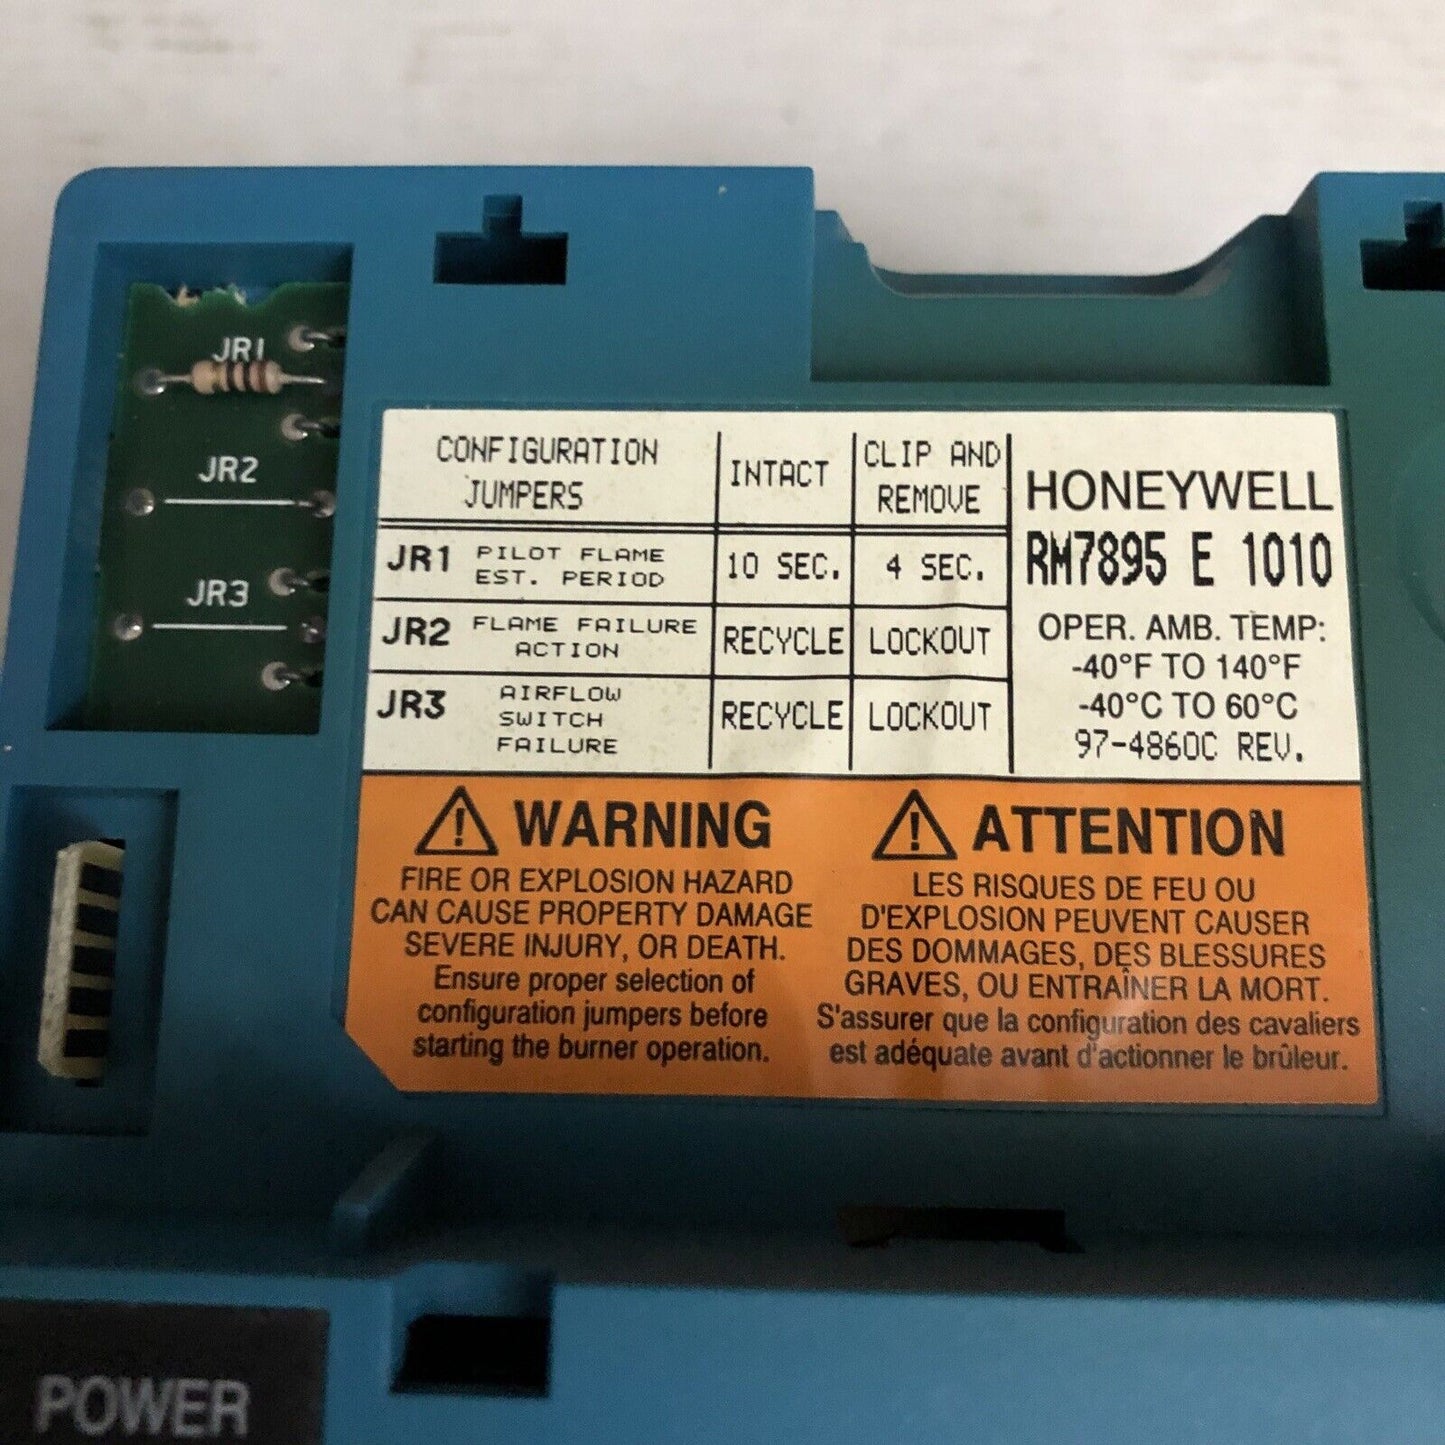 JR1
JR2
JR3
CONFIGURATION JUMPERS INTACT CLIP AND REMOVE
JR1 PILOT FLAME EST. PERIOD 10 SEC. 4 SEC.
JR2 FLAME FAILURE ACTION RECYCLE LOCKOUT
JR3 AIRFLOW SWITCH FAILURE RECYCLE LOCKOUT
HONEYWELL
RM7895 E 1010
OPER. AMB. TEMP:
-40°F TO 140°F
-40°C TO 60°C
97-4860C REV.
WARNING
FIRE OR EXPLOSION HAZARD
CAN CAUSE PROPERTY DAMAGE
SEVERE INJURY, OR DEATH.
Ensure proper selection of
configuration jumpers before
starting the burner operation.
ATTENTION
LES RISQUES DE FEU OU
D'EXPLOSION PEUVENT CAUSER
DES DOMMAGES, DES BLESSURES
GRAVES, OU ENTRAÎNER LA MORT.
S'assurer que la configuration des cavaliers
est adéquate avant d'actionner le brûleur.
POWER